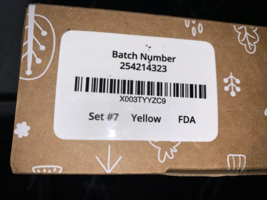 Batch Number
254214323
X003TYYZC9
Set #7 Yellow FDA